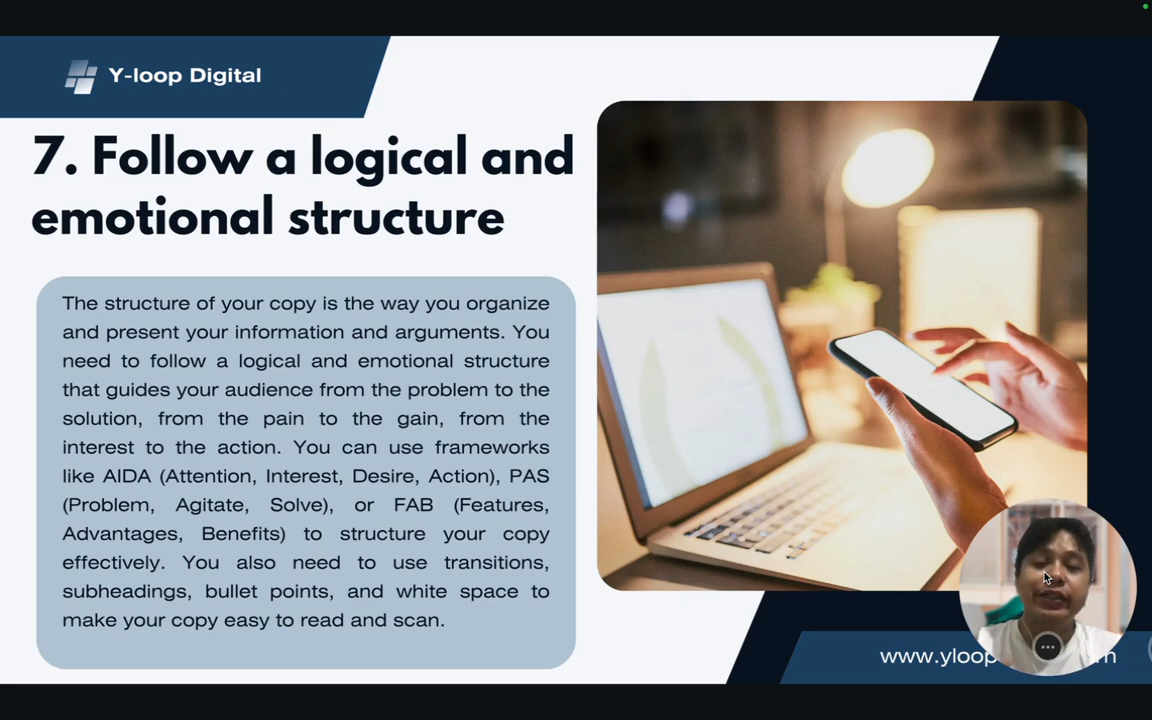 Y-loop Digital
7. Follow a logical and
emotional structure
The structure of your copy is the way you organize
and present your information and arguments. You
need to follow a logical and emotional structure
that guides your audience from the problem to the
solution, from the pain to the gain, from the
interest to the action. You can use frameworks
like AIDA (Attention, Interest, Desire, Action), PAS
(Problem, Agitate, Solve), or FAB (Features,
Advantages, Benefits) to structure your copy
effectively. You also need to use transitions,
subheadings, bullet points, and white space to
make your copy easy to read and scan.